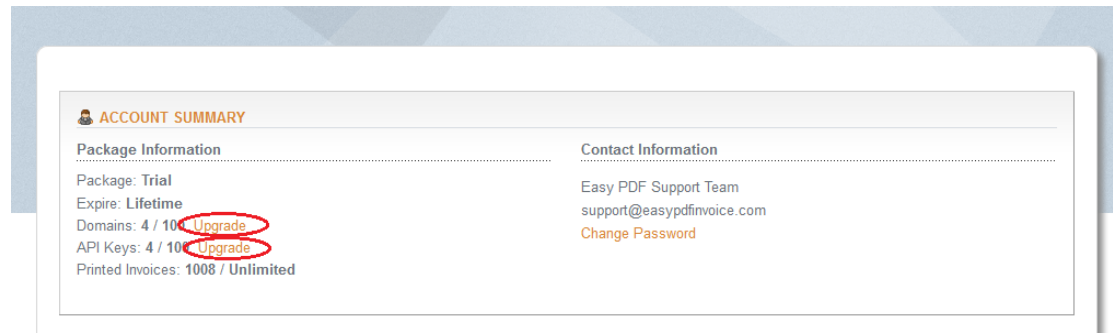 ACCOUNT SUMMARY
Package Information
Package: Trial
Expire: Lifetime
Domains: 4 / 100 Upgrade
API Keys: 4 / 100 Upgrade
Printed Invoices: 1008 / Unlimited
Contact Information
Easy PDF Support Team
support@easypdfinvoice.com
Change Password